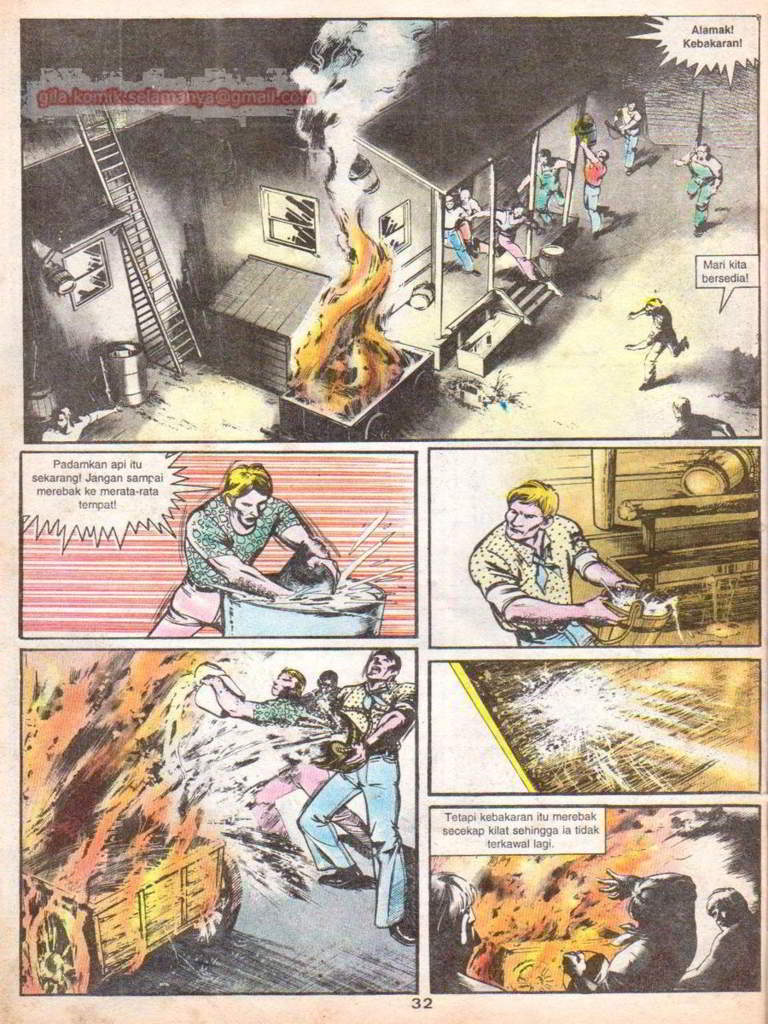 Alamak!
Kebakaran!
gila.komik.selamanya@gmail.com
Mari kita
bersedia!
Padamkan api itu
sekarang! Jangan sampai
merebak ke merata-rata
tempat!
Tetapi kebakaran itu merebak
secekap kilat sehingga ia tidak
terkawal lagi.
32